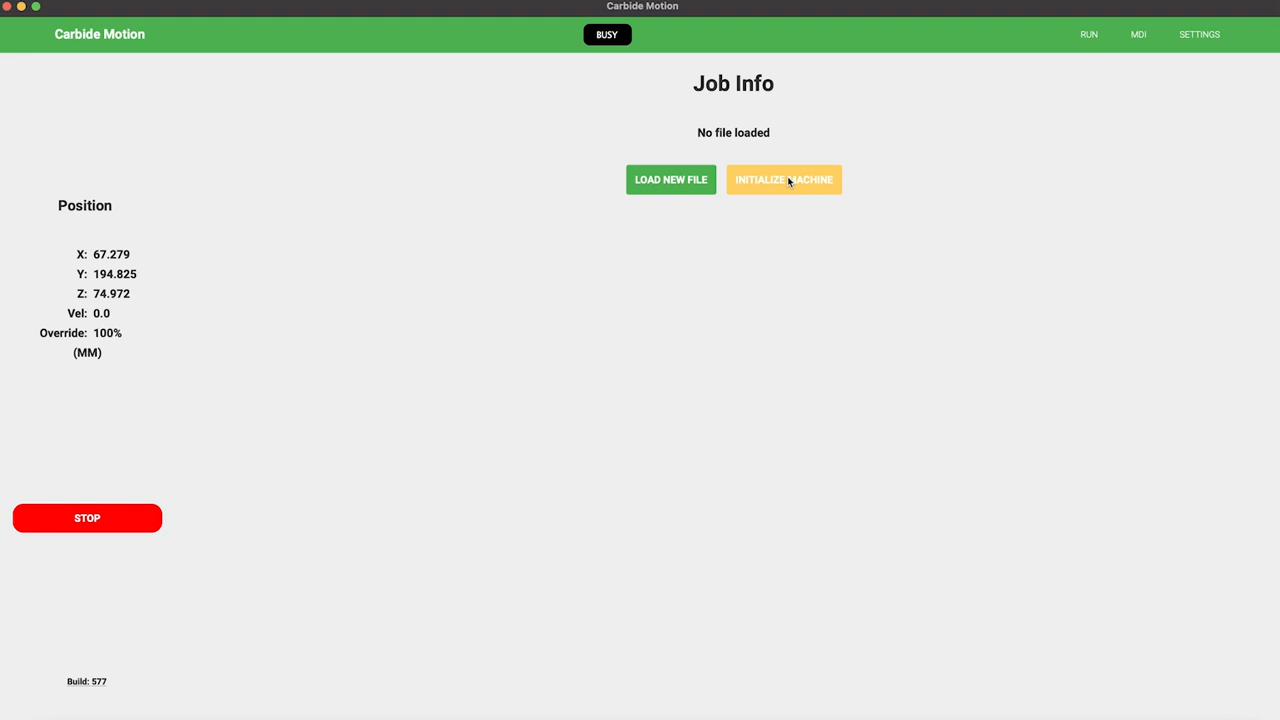 Carbide Motion
Carbide Motion
BUSY
RUN
MDI
SETTINGS
Job Info
No file loaded
LOAD NEW FILE
INITIALIZE MACHINE
Position
X: 67.279
Y: 194.825
Z: 74.972
Vel: 0.0
Override: 100%
(MM)
STOP
Build: 577